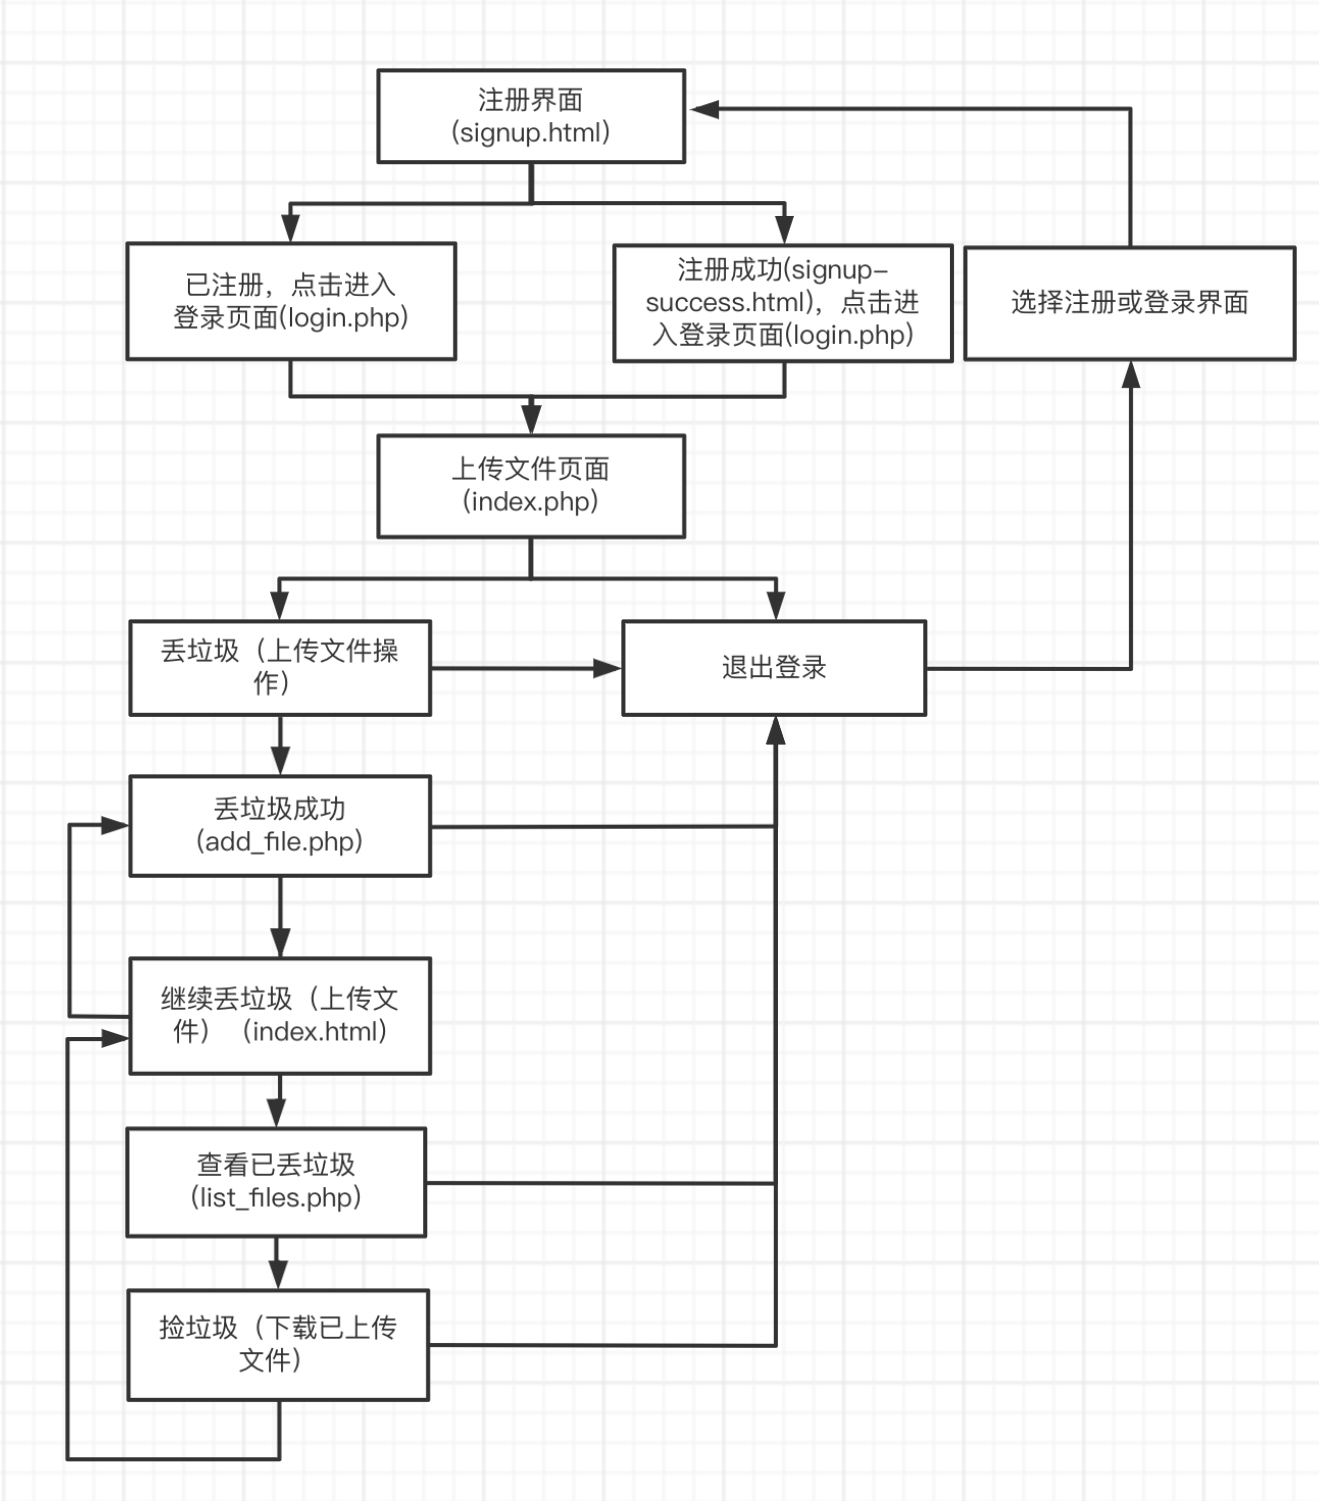 注册界面
(signup.html)
已注册，点击进入
登录页面(login.php)
注册成功(signup-
success.html)，点击进
入登录页面(login.php)
选择注册或登录界面
上传文件页面
(index.php)
丢垃圾（上传文件操
作）
退出登录
丢垃圾成功
(add_file.php)
继续丢垃圾（上传文
件）（index.html）
查看已丢垃圾
(list_files.php)
捡垃圾（下载已上传
文件）